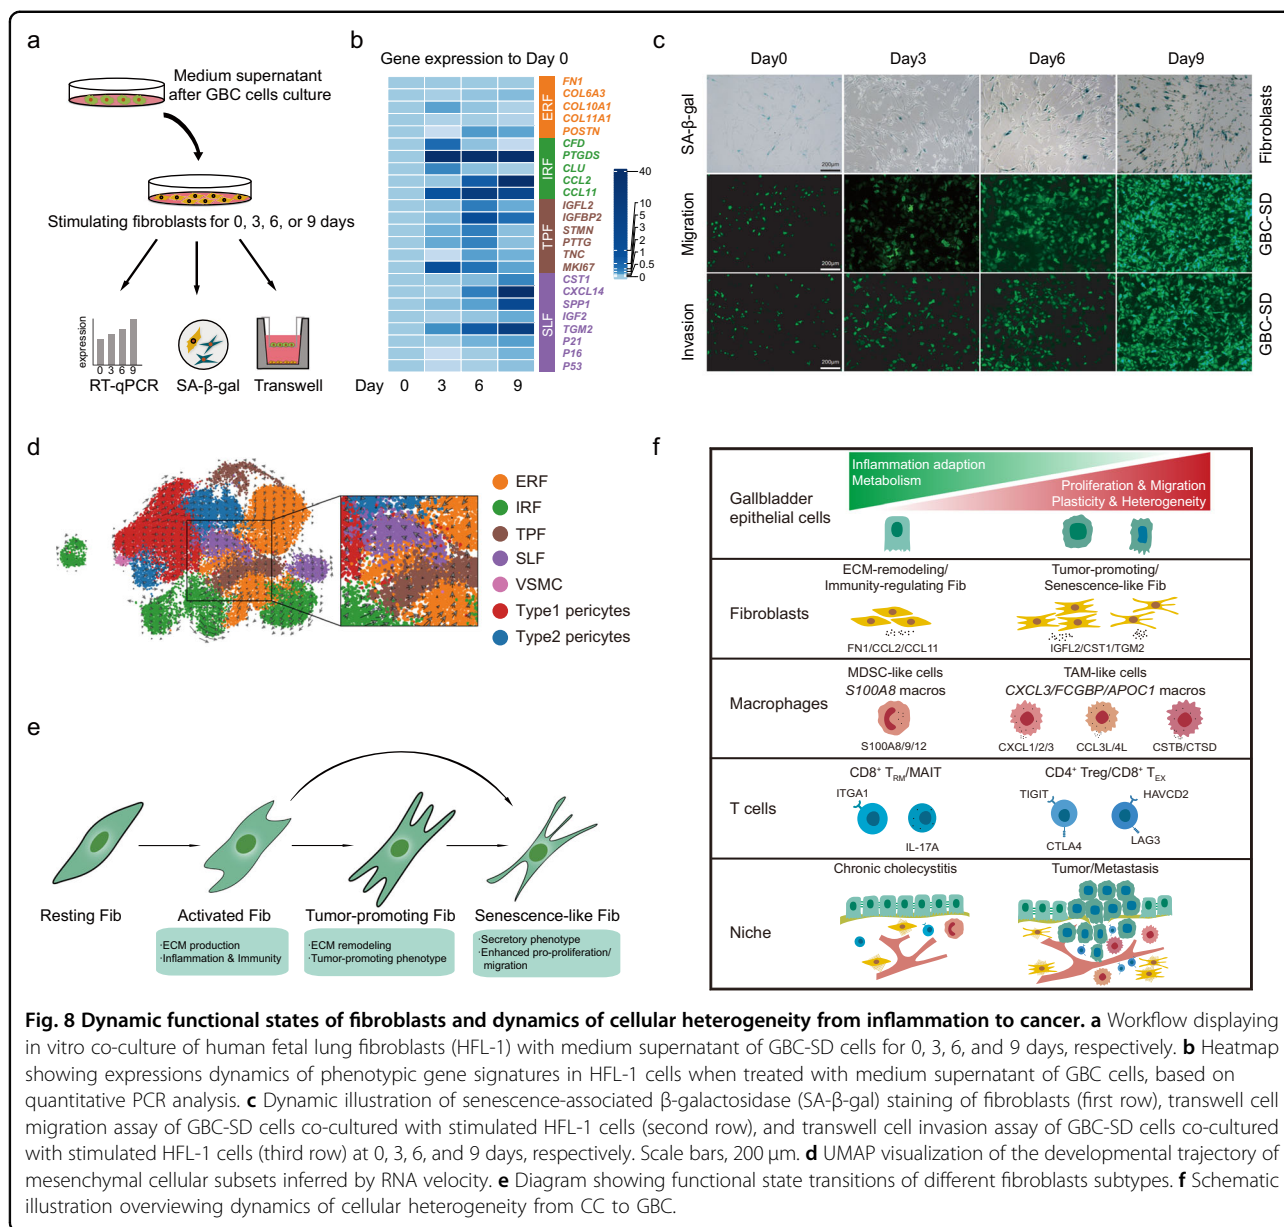 a
Medium supernatant
after GBC cells culture
Stimulating fibroblasts for 0, 3, 6, or 9 days
expression
0 3 6 9
RT-qPCR
SA-β-gal
Transwell
b
Gene expression to Day 0
FN1
COL6A3
COL10A1
COL11A1
POSTN
ERF
CFD
PTGDS
CLU
CCL2
CCL11
IRF
IGFL2
IGFBP2
STMN
PTTG
TNC
MKI67
TPF
CST1
CXCL14
SPP1
IGF2
TGM2
P21
P16
P53
SLF
Day 0 3 6 9
40
10
5
3
2
1
0.5
0
c
Day0 Day3 Day6 Day9
SA-β-gal
Fibroblasts
200μm
Migration
GBC-SD
200μm
Invasion
GBC-SD
d
ERF
IRF
TPF
SLF
VSMC
Type1 pericytes
Type2 pericytes
e
Resting Fib
Activated Fib
Tumor-promoting Fib
Senescence-like Fib
·ECM production
·Inflammation & Immunity
·ECM remodeling
·Tumor-promoting phenotype
·Secretory phenotype
·Enhanced pro-proliferation/
migration
f
Gallbladder
epithelial cells
Inflammation adaption
Metabolism
Proliferation & Migration
Plasticity & Heterogeneity
Fibroblasts
ECM-remodeling/
Immunity-regulating Fib
FN1/CCL2/CCL11
Tumor-promoting/
Senescence-like Fib
IGFL2/CST1/TGM2
Macrophages
MDSC-like cells
S100A8 macros
S100A8/9/12
TAM-like cells
CXCL3/FCGBP/APOC1 macros
CXCL1/2/3
CCL3L/4L
CSTB/CTSD
T cells
CD8⁺ TRM/MAIT
ITGA1
IL-17A
CD4⁺ Treg/CD8⁺ TEX
TIGIT
CTLA4
HAVCD2
LAG3
Niche
Chronic cholecystitis
Tumor/Metastasis
Fig. 8 Dynamic functional states of fibroblasts and dynamics of cellular heterogeneity from inflammation to cancer. a Workflow displaying
in vitro co-culture of human fetal lung fibroblasts (HFL-1) with medium supernatant of GBC-SD cells for 0, 3, 6, and 9 days, respectively. b Heatmap
showing expressions dynamics of phenotypic gene signatures in HFL-1 cells when treated with medium supernatant of GBC cells, based on
quantitative PCR analysis. c Dynamic illustration of senescence-associated β-galactosidase (SA-β-gal) staining of fibroblasts (first row), transwell cell
migration assay of GBC-SD cells co-cultured with stimulated HFL-1 cells (second row), and transwell cell invasion assay of GBC-SD cells co-cultured
with stimulated HFL-1 cells (third row) at 0, 3, 6, and 9 days, respectively. Scale bars, 200 μm. d UMAP visualization of the developmental trajectory of
mesenchymal cellular subsets inferred by RNA velocity. e Diagram showing functional state transitions of different fibroblasts subtypes. f Schematic
illustration overviewing dynamics of cellular heterogeneity from CC to GBC.